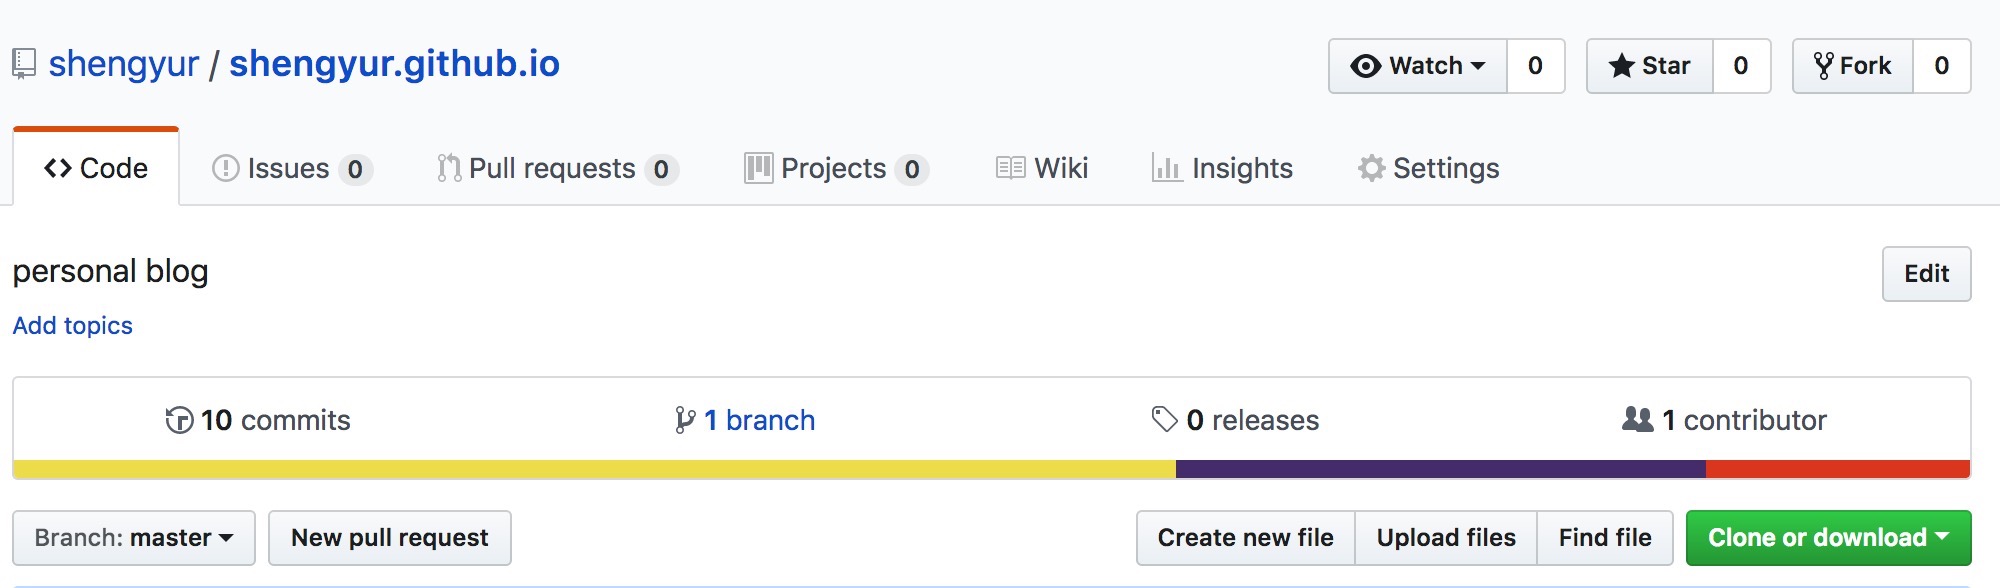 shengyur / shengyur.github.io
Watch 0 Star 0 Fork 0
Code Issues 0 Pull requests 0 Projects 0 Wiki Insights Settings
personal blog
Edit
Add topics
10 commits 1 branch 0 releases 1 contributor
Branch: master New pull request Create new file Upload files Find file Clone or download